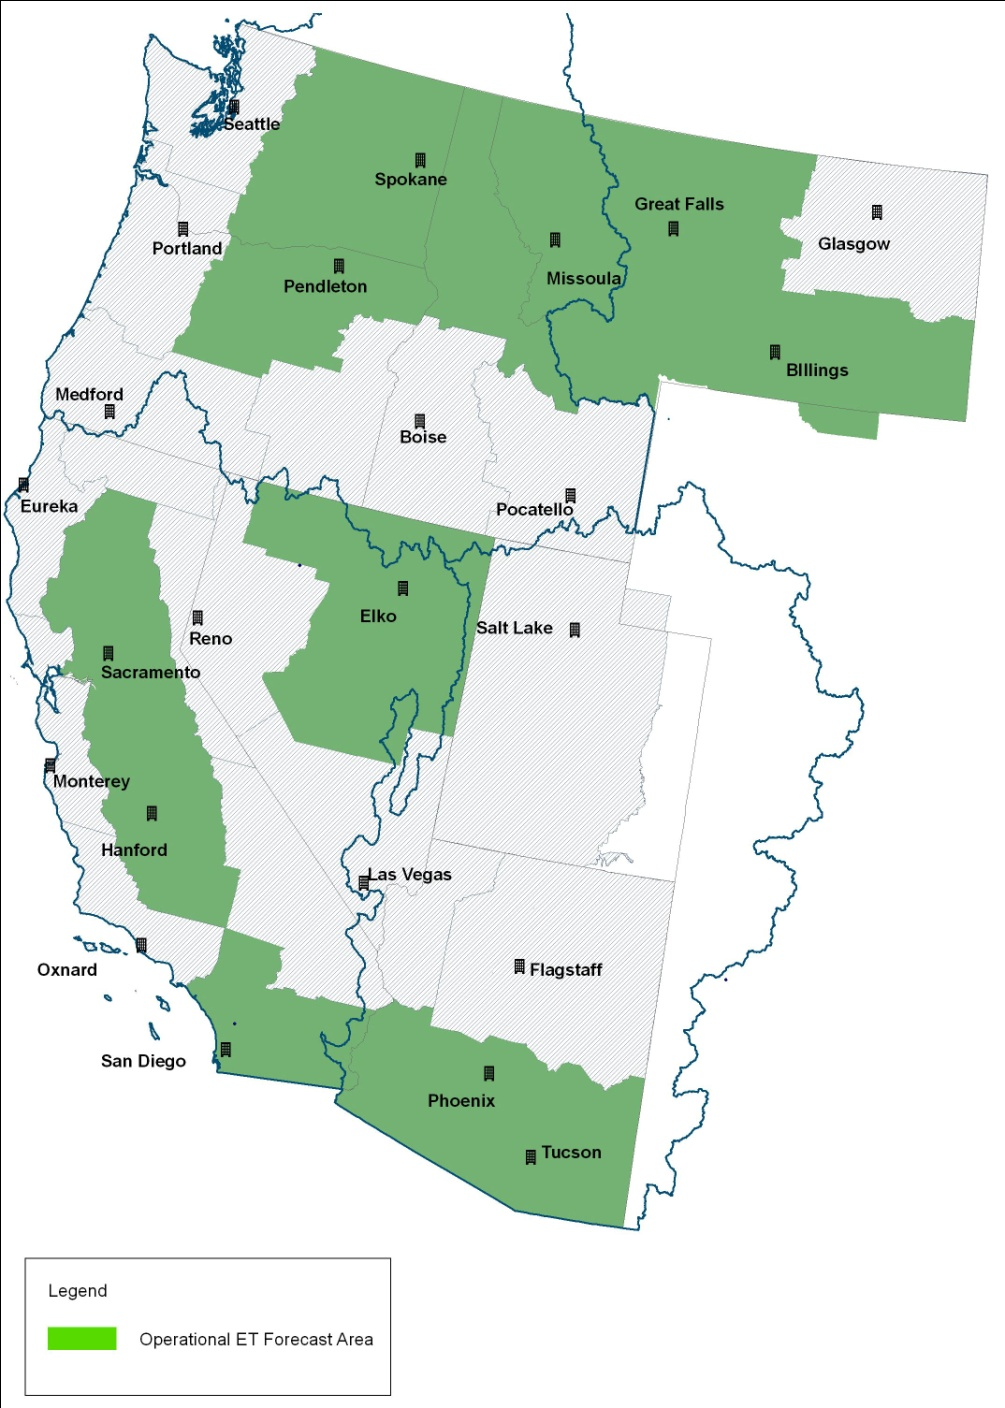 Seattle
Spokane
Great Falls
Portland
Glasgow
Missoula
Pendleton
BIllings
Medford
Boise
Eureka
Pocatello
Elko
Salt Lake
Reno
Sacramento
Monterey
Hanford
Las Vegas
Oxnard
Flagstaff
San Diego
Phoenix
Tucson
Legend
Operational ET Forecast Area